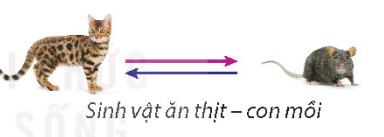 Sinh vật ăn thịt – con mồi